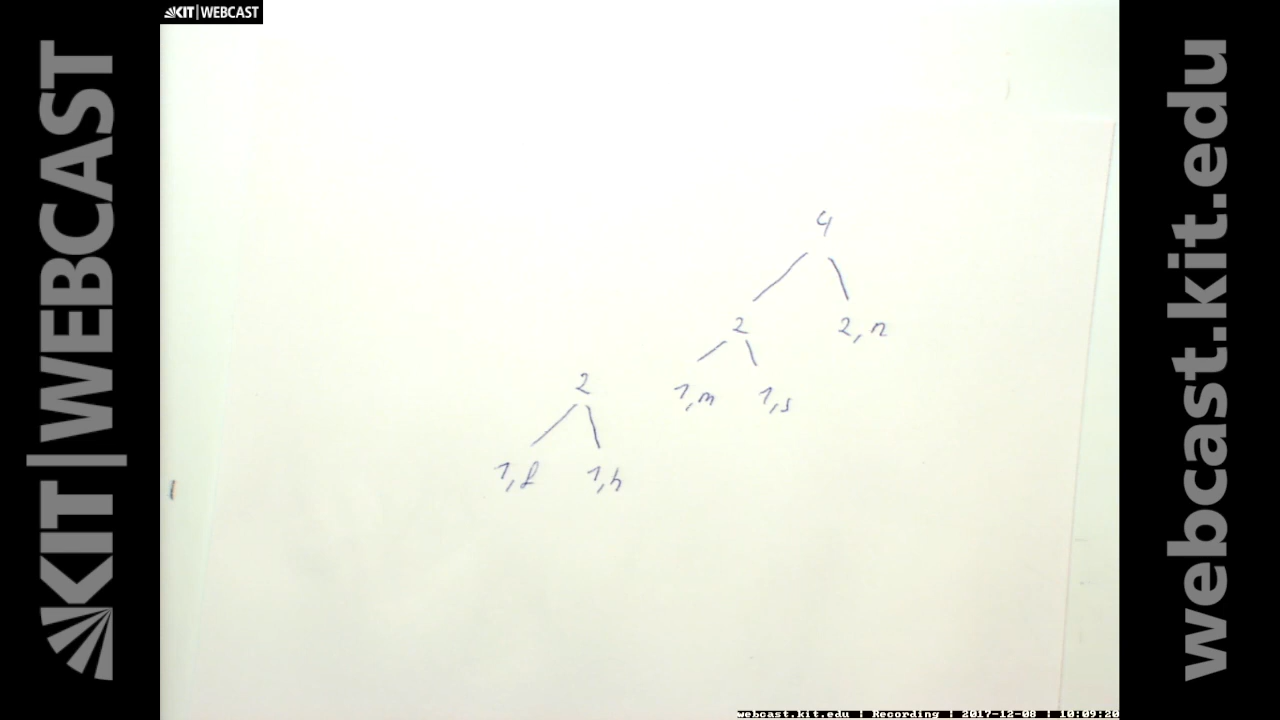 KIT|WEBCAST
KIT|WEBCAST
4
2
2,n
2
1,m
1,s
1,f
1,h
webcast.kit.edu
webcast.kit.edu | Recording | 2017-12-08 | 10:09:20